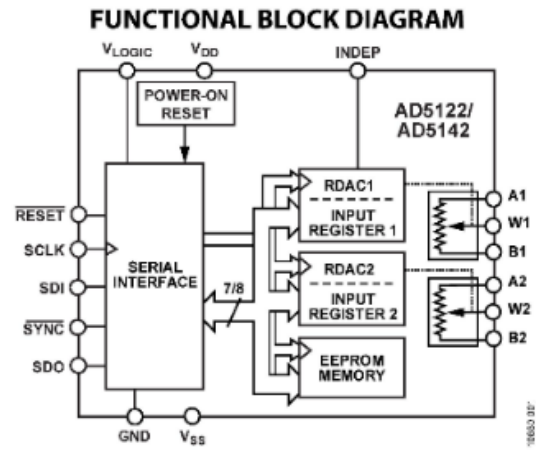 FUNCTIONAL BLOCK DIAGRAM
VLOGIC
VDD
INDEP
POWER-ON
RESET
AD5122/
AD5142
RDAC1
INPUT
REGISTER 1
A1
W1
B1
RESET
SCLK
SDI
SYNC
SDO
SERIAL
INTERFACE
7/8
RDAC2
INPUT
REGISTER 2
A2
W2
B2
EEPROM
MEMORY
GND
VSS